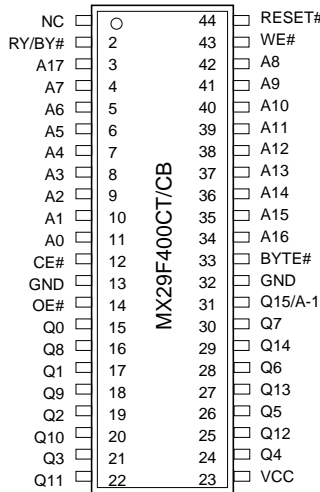 NC 44 RESET#
RY/BY# 2 43 WE#
A17 3 42 A8
A7 4 41 A9
A6 5 40 A10
A5 6 39 A11
A4 7 38 A12
A3 8 37 A13
A2 9 36 A14
A1 10 35 A15
A0 11 34 A16
CE# 12 33 BYTE#
GND 13 32 GND
OE# 14 31 Q15/A-1
Q0 15 30 Q7
Q8 16 29 Q14
Q1 17 28 Q6
Q9 18 27 Q13
Q2 19 26 Q5
Q10 20 25 Q12
Q3 21 24 Q4
Q11 22 23 VCC
MX29F400CT/CB